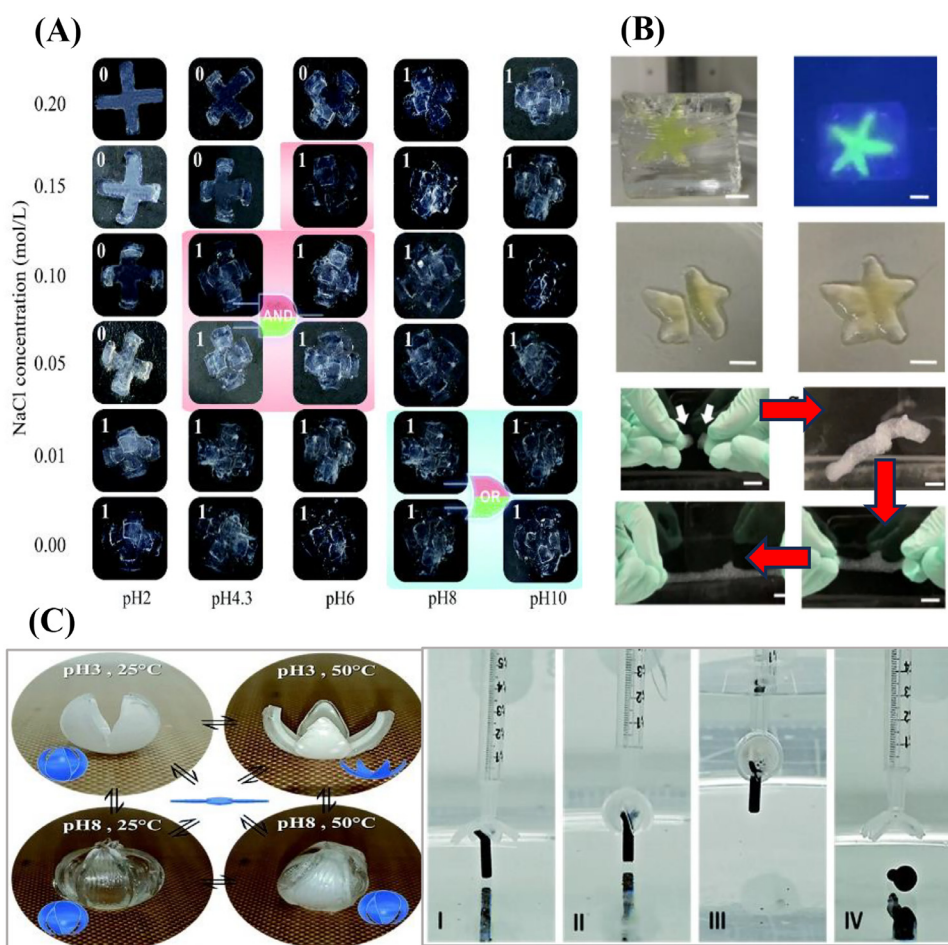 (A)
(B)
0.20
0 0 0 1 1
0.15
0 0 1 1 1
NaCl concentration (mol/L)
0.10
0 1 1 1 1
AND
0.05
0 1 1 1 1
0.01
1 1 1 1 1
OR
0.00
1 1 1 1 1
pH2 pH4.3 pH6 pH8 pH10
(C)
pH3 , 25°C
pH3 , 50°C
pH8 , 25°C
pH8 , 50°C
I II III IV